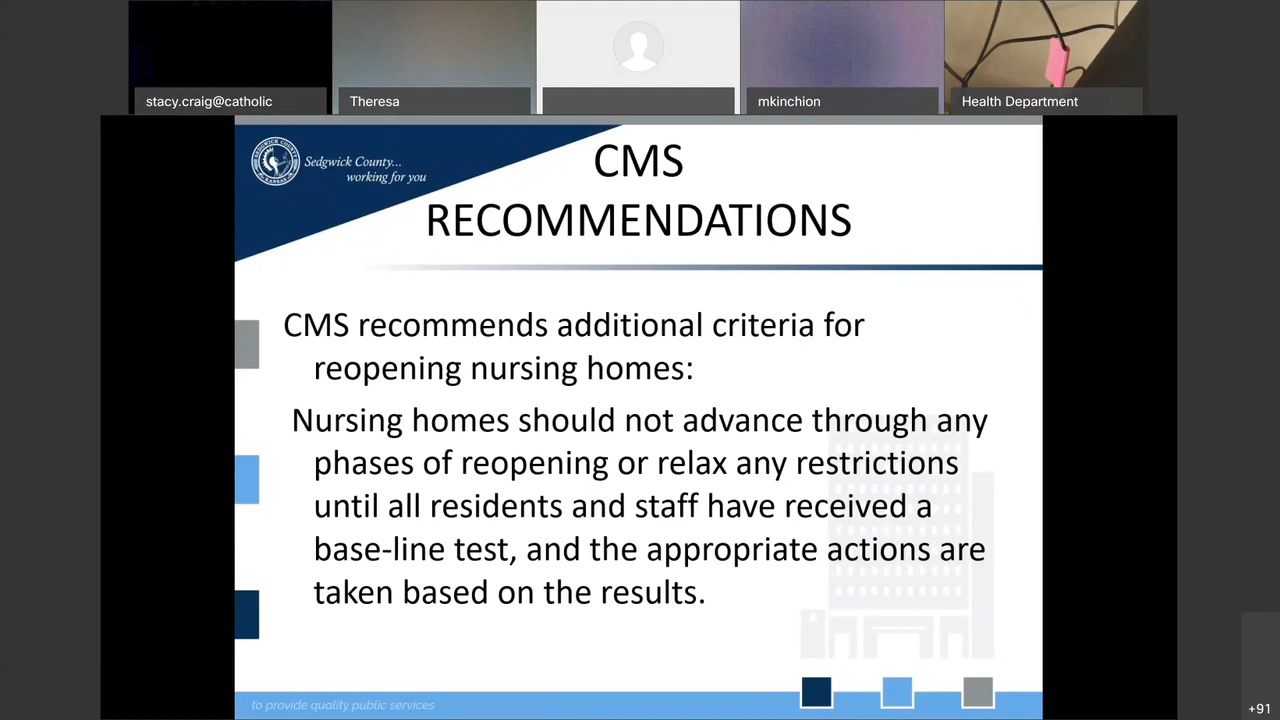 stacy.craig@catholic
Theresa
mkinchion
Health Department
Sedgwick County...
working for you
CMS
RECOMMENDATIONS
CMS recommends additional criteria for
reopening nursing homes:
Nursing homes should not advance through any
phases of reopening or relax any restrictions
until all residents and staff have received a
base-line test, and the appropriate actions are
taken based on the results.
to provide quality public services
+91